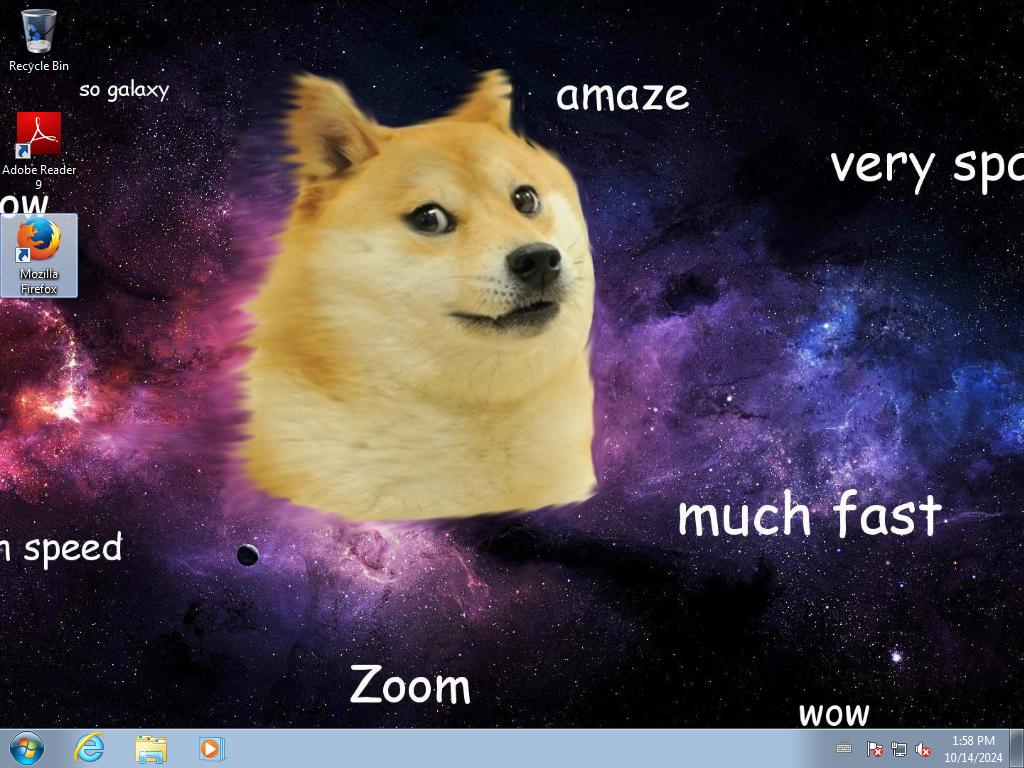 Recycle Bin
so galaxy
amaze
Adobe Reader
9
very spa
ow
Mozilla
Firefox
much fast
speed
Zoom
wow
1:58 PM
10/14/2024